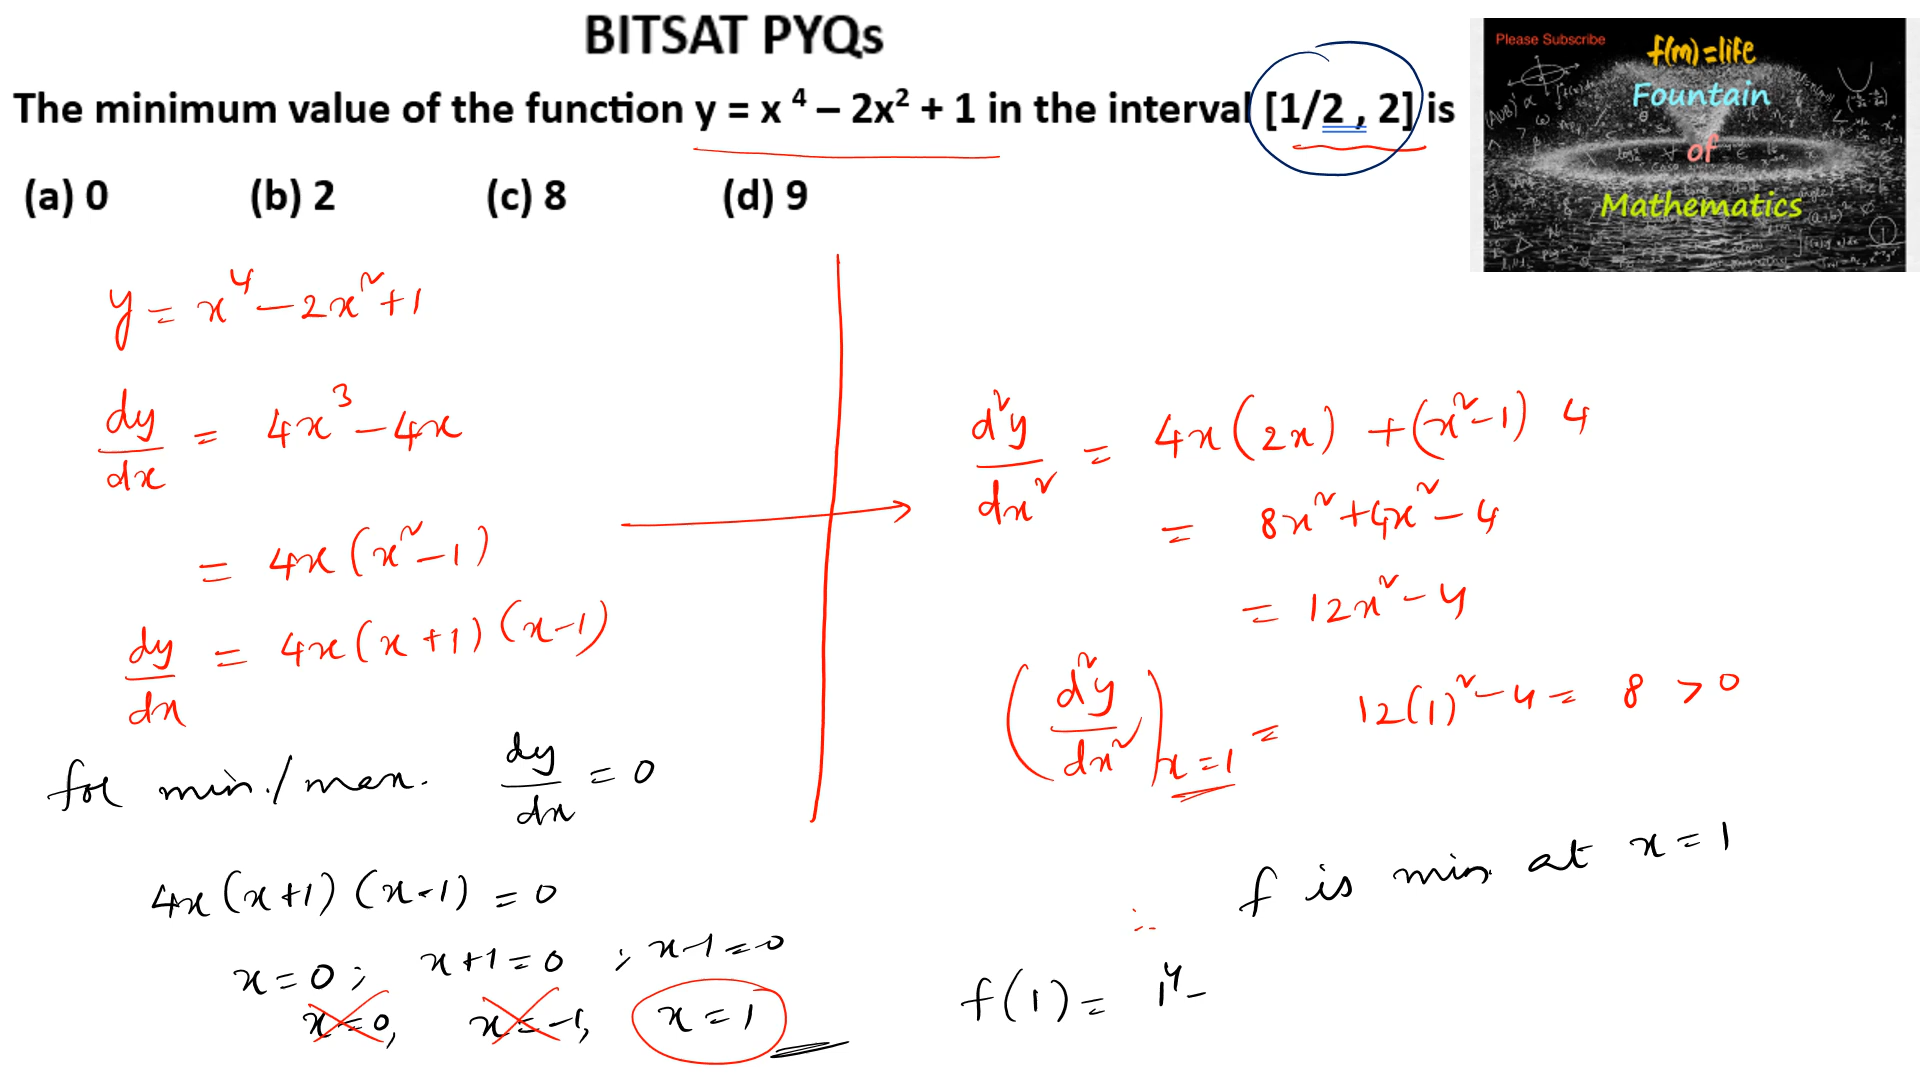 BITSAT PYQs
The minimum value of the function y = x⁴ – 2x² + 1 in the interval [1/2 , 2] is
(a) 0 (b) 2 (c) 8 (d) 9
Please Subscribe
f(m)=life
Fountain
of
Mathematics
y = x⁴ – 2x² + 1
dy/dx = 4x³ – 4x
= 4x (x² – 1)
dy/dx = 4x (x + 1) (x – 1)
for min./max. dy/dx = 0
4x (x+1) (x-1) = 0
x = 0 ; x+1 = 0 ; x-1 = 0
x = 0, x = -1, x = 1
d²y/dx² = 4x (2x) + (x² – 1) 4
= 8x² + 4x² – 4
= 12x² – 4
(d²y/dx²)x=1 = 12(1)² – 4 = 8 > 0
∴ f is min at x = 1
f(1) = 1⁴ –